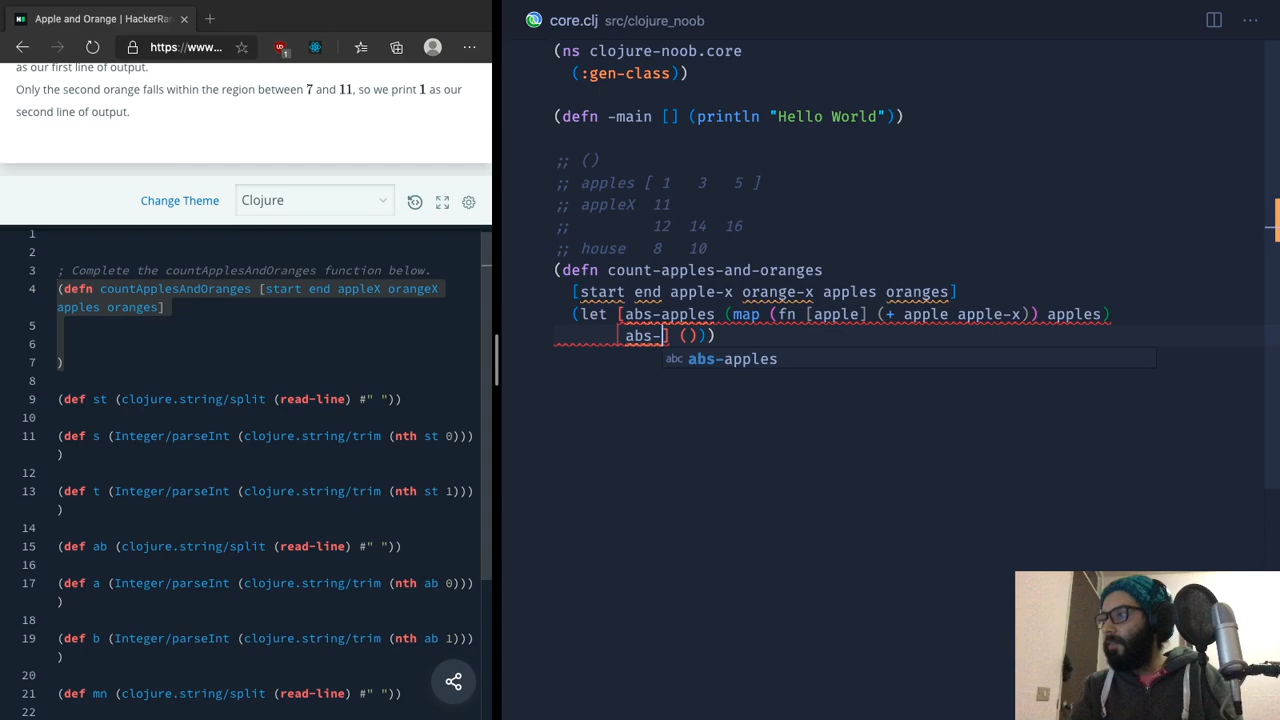 Apple and Orange | HackerRan
https://www...
1
as our first line of output.
Only the second orange falls within the region between 7 and 11, so we print 1 as our
second line of output.
Change Theme
Clojure
1
2
3 ; Complete the countApplesAndOranges function below.
4 (defn countApplesAndOranges [start end appleX orangeX
apples oranges]
5
6
7 )
8
9 (def st (clojure.string/split (read-line) #" "))
10
11 (def s (Integer/parseInt (clojure.string/trim (nth st 0)))
)
12
13 (def t (Integer/parseInt (clojure.string/trim (nth st 1)))
)
14
15 (def ab (clojure.string/split (read-line) #" "))
16
17 (def a (Integer/parseInt (clojure.string/trim (nth ab 0)))
)
18
19 (def b (Integer/parseInt (clojure.string/trim (nth ab 1)))
)
20
21 (def mn (clojure.string/split (read-line) #" "))
22
core.clj src/clojure_noob
(ns clojure-noob.core
(:gen-class))
(defn -main [] (println "Hello World"))
;; ()
;; apples [ 1 3 5 ]
;; appleX 11
;; 12 14 16
;; house 8 10
(defn count-apples-and-oranges
[start end apple-x orange-x apples oranges]
(let [abs-apples (map (fn [apple] (+ apple apple-x)) apples)
abs-] ()))
abc abs-apples